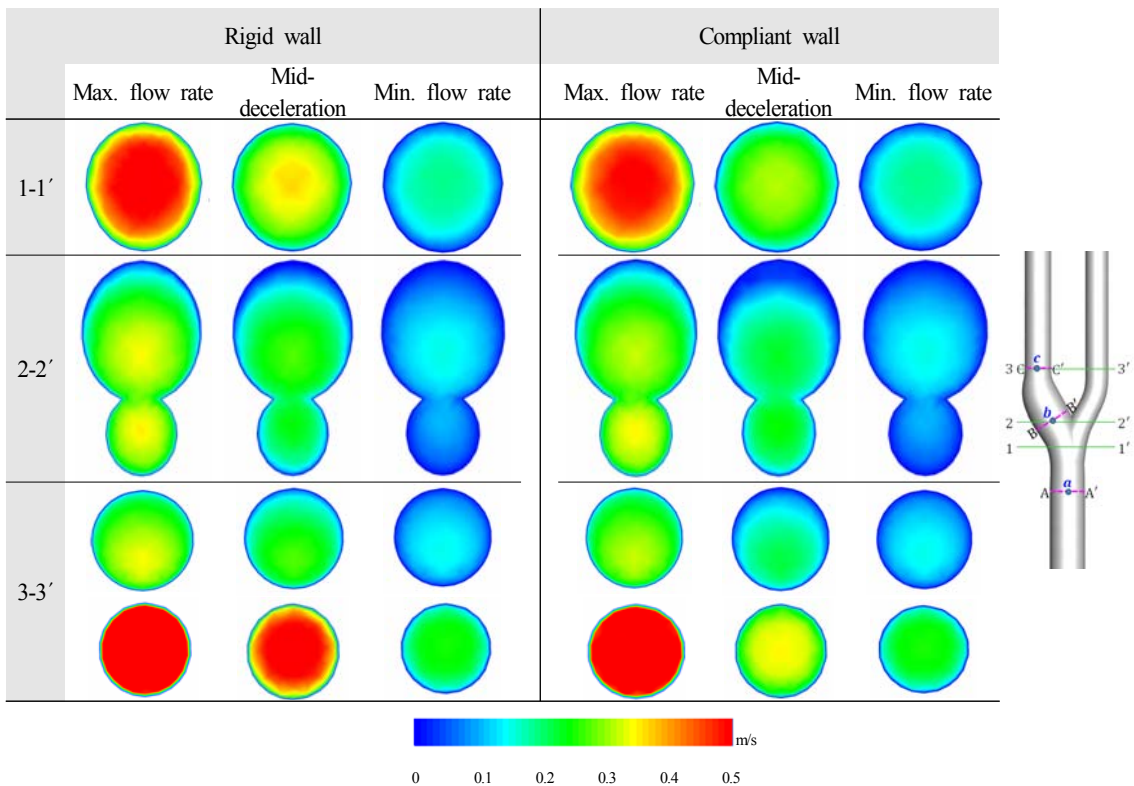 Rigid wall
Compliant wall
Max. flow rate
Mid-
deceleration
Min. flow rate
Max. flow rate
Mid-
deceleration
Min. flow rate
1-1′
2-2′
3-3′
3 C c C′ 3′
b B′
2 2′
B
1 1′
A a A′
m/s
0 0.1 0.2 0.3 0.4 0.5